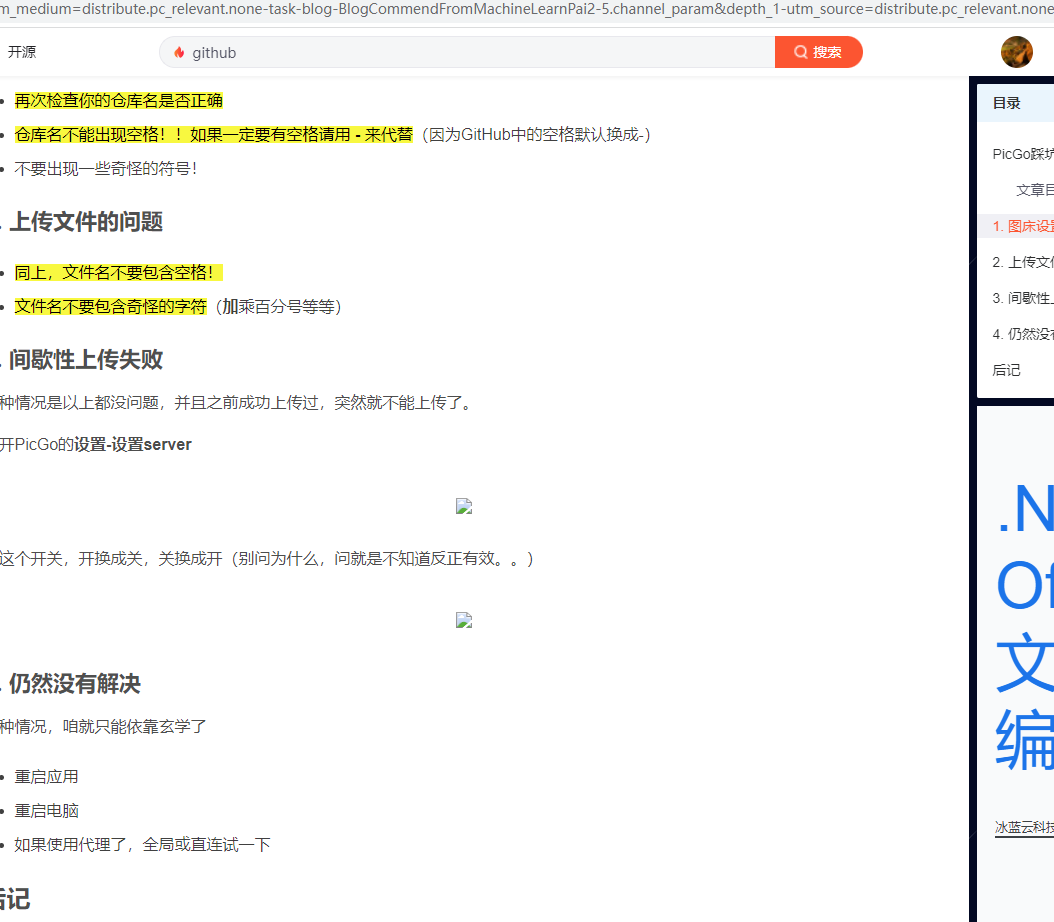 m_medium=distribute.pc_relevant.none-task-blog-BlogCommendFromMachineLearnPai2-5.channel_param&depth_1-utm_source=distribute.pc_relevant.none
开源
github
搜索
再次检查你的仓库名是否正确
仓库名不能出现空格！！如果一定要有空格请用 - 来代替（因为GitHub中的空格默认换成-）
不要出现一些奇怪的符号！
. 上传文件的问题
同上，文件名不要包含空格！
文件名不要包含奇怪的字符（加乘百分号等等）
. 间歇性上传失败
种情况是以上都没问题，并且之前成功上传过，突然就不能上传了。
开PicGo的设置-设置server
这个开关，开换成关，关换成开（别问为什么，问就是不知道反正有效。。）
. 仍然没有解决
种情况，咱就只能依靠玄学了
重启应用
重启电脑
如果使用代理了，全局或直连试一下
后记
目录
PicGo踩坑
文章目
1. 图床设置
2. 上传文件
3. 间歇性上
4. 仍然没有
后记
.N
Of
文
编
冰蓝云科技